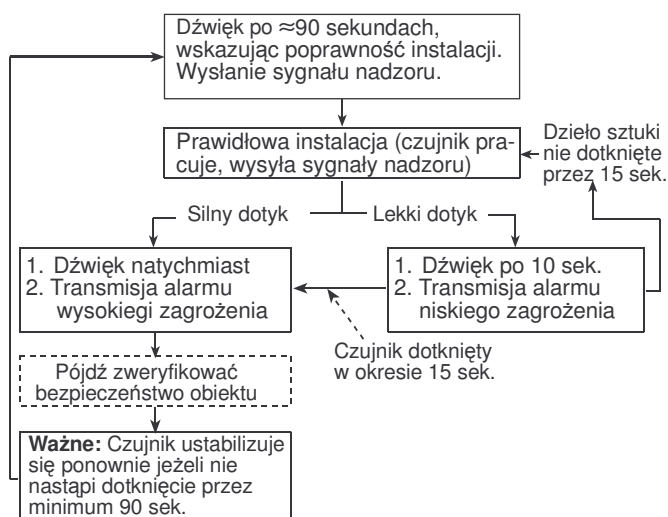 Dźwięk po ≈90 sekundach,
wskazując poprawność instalacji.
Wysłanie sygnału nadzoru.
Prawidłowa instalacja (czujnik pra-
cuje, wysyła sygnały nadzoru)
Dzieło sztuki
nie dotknięte
przez 15 sek.
Silny dotyk
Lekki dotyk
1. Dźwięk natychmiast
2. Transmisja alarmu
wysokiegi zagrożenia
1. Dźwięk po 10 sek.
2. Transmisja alarmu
niskiego zagrożenia
Czujnik dotknięty
w okresie 15 sek.
Pójdź zweryfikować
bezpieczeństwo obiektu
Ważne: Czujnik ustabilizuje
się ponownie jeżeli nie
nastąpi dotknięcie przez
minimum 90 sek.